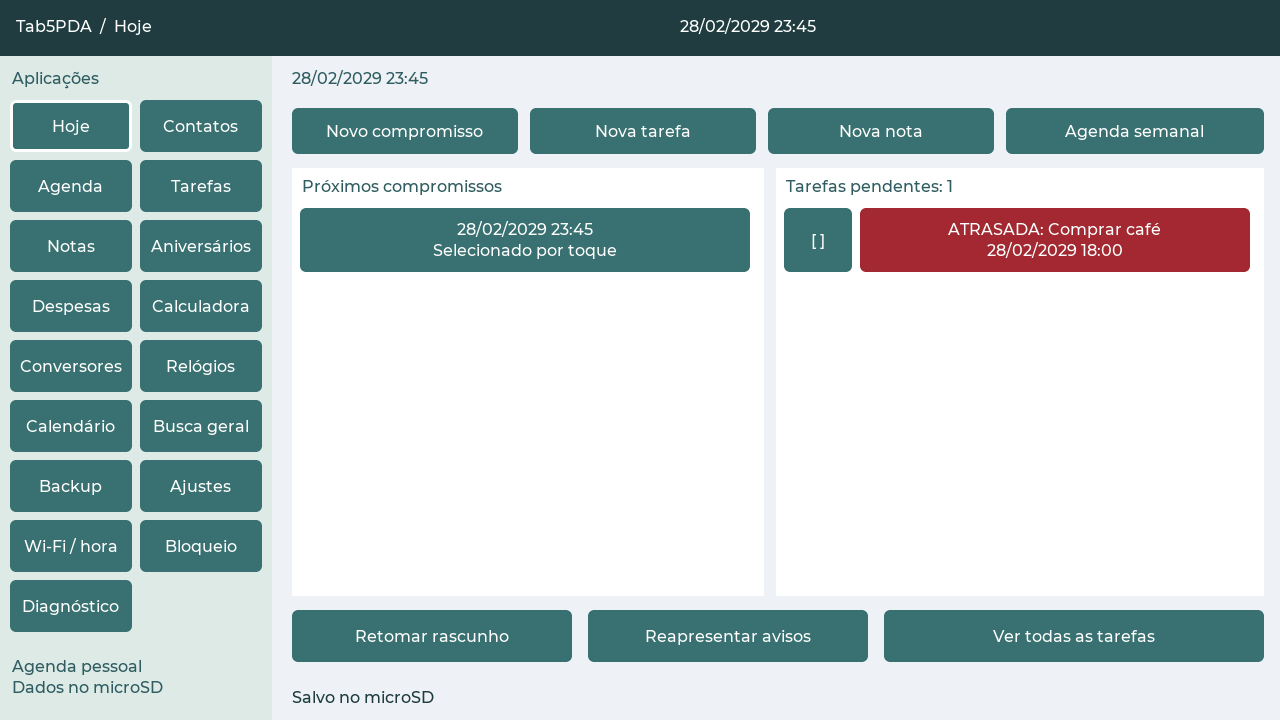 Tab5PDA / Hoje
28/02/2029 23:45
Aplicações
Hoje
Contatos
Agenda
Tarefas
Notas
Aniversários
Despesas
Calculadora
Conversores
Relógios
Calendário
Busca geral
Backup
Ajustes
Wi-Fi / hora
Bloqueio
Diagnóstico
Agenda pessoal
Dados no microSD
28/02/2029 23:45
Novo compromisso
Nova tarefa
Nova nota
Agenda semanal
Próximos compromissos
28/02/2029 23:45
Selecionado por toque
Tarefas pendentes: 1
[ ]
ATRASADA: Comprar café
28/02/2029 18:00
Retomar rascunho
Reapresentar avisos
Ver todas as tarefas
Salvo no microSD